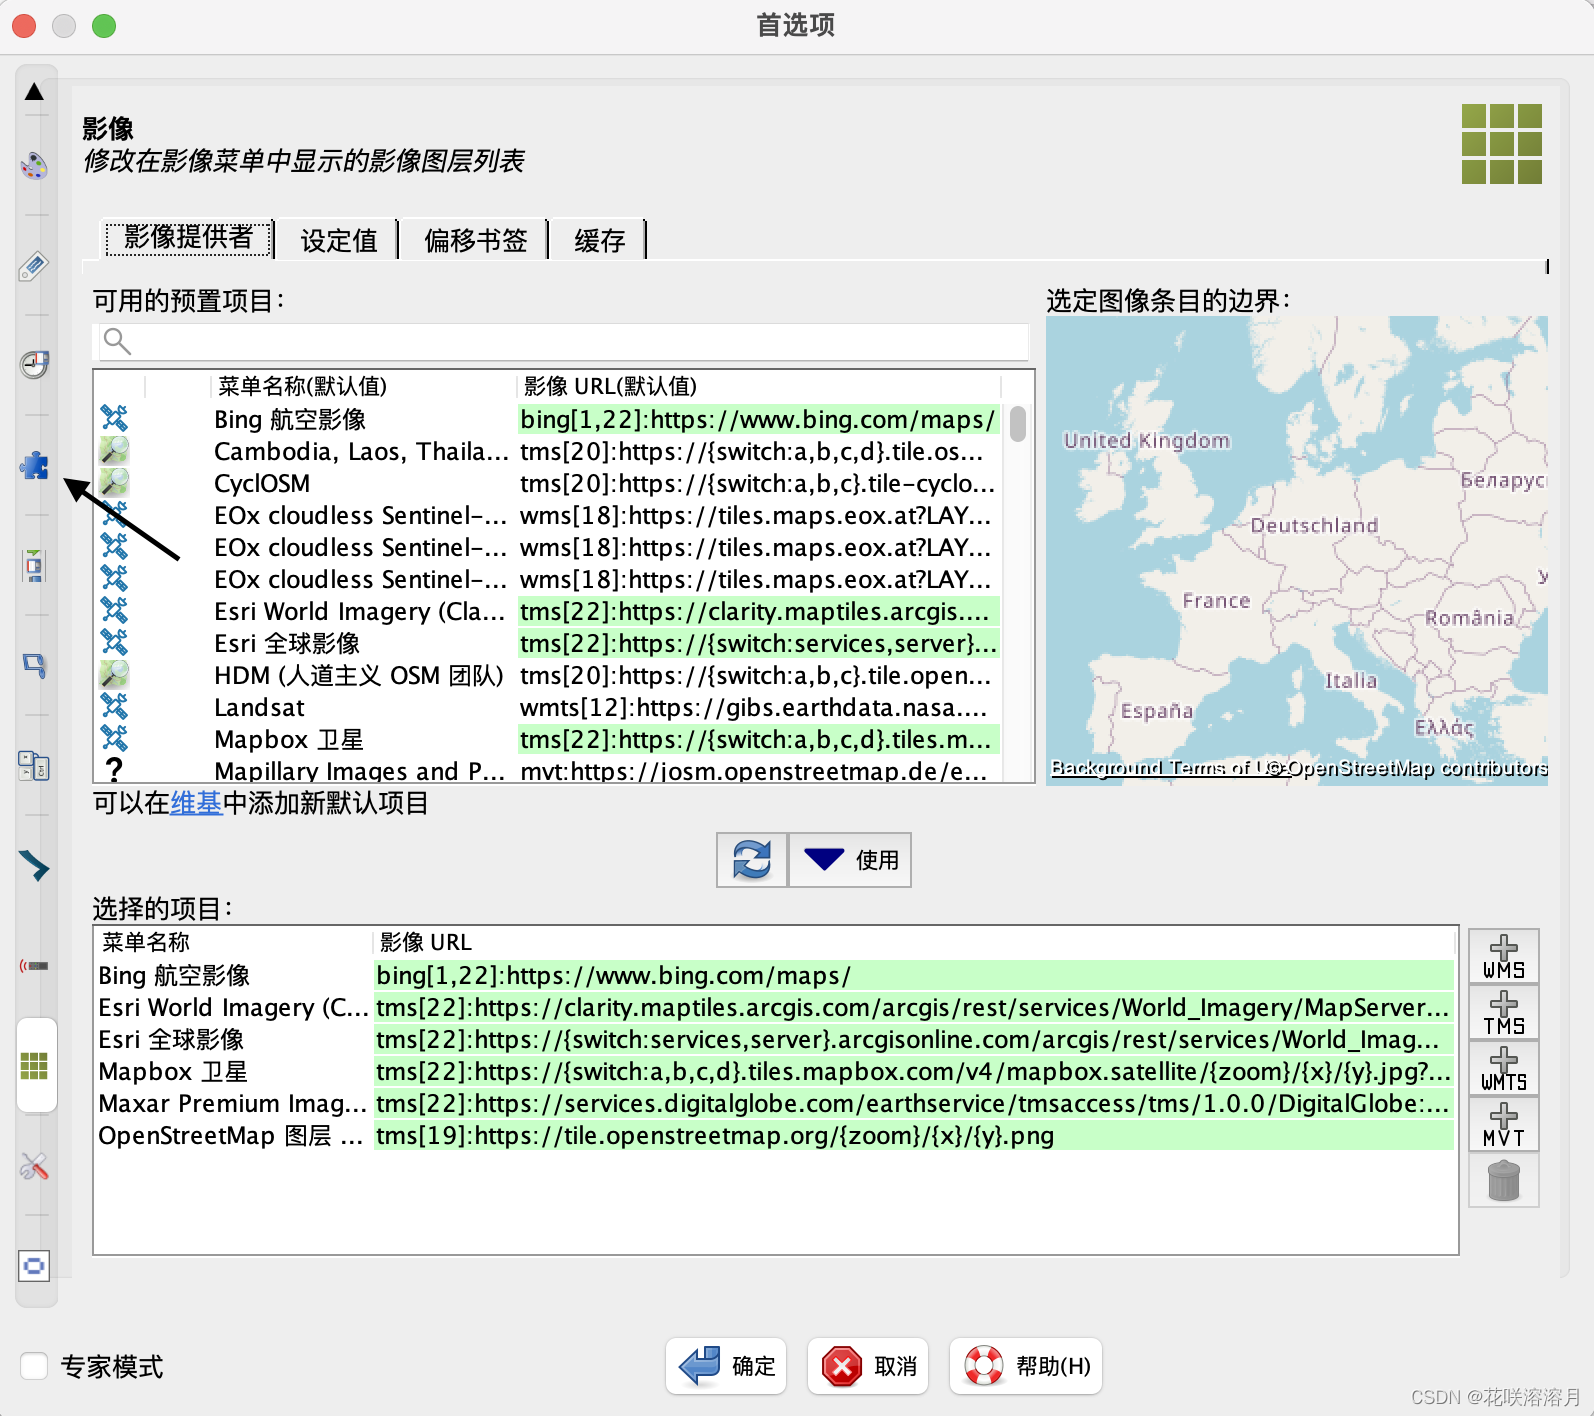 首选项
影像
修改在影像菜单中显示的影像图层列表
影像提供者 设定值 偏移书签 缓存
可用的预置项目：
选定图像条目的边界：
菜单名称(默认值) 影像 URL(默认值)
Bing 航空影像 bing[1,22]:https://www.bing.com/maps/
Cambodia, Laos, Thaila... tms[20]:https://{switch:a,b,c,d}.tile.os...
CyclOSM tms[20]:https://{switch:a,b,c}.tile-cyclo...
EOx cloudless Sentinel-... wms[18]:https://tiles.maps.eox.at?LAY...
EOx cloudless Sentinel-... wms[18]:https://tiles.maps.eox.at?LAY...
EOx cloudless Sentinel-... wms[18]:https://tiles.maps.eox.at?LAY...
Esri World Imagery (Cla... tms[22]:https://clarity.maptiles.arcgis....
Esri 全球影像 tms[22]:https://{switch:services,server}...
HDM (人道主义 OSM 团队) tms[20]:https://{switch:a,b,c}.tile.open...
Landsat wmts[12]:https://gibs.earthdata.nasa....
Mapbox 卫星 tms[22]:https://{switch:a,b,c,d}.tiles.m...
? Mapillary Images and P... mvt:https://josm.openstreetmap.de/e...
United Kingdom
Беларус
Deutschland
France
România
Italia
España
Ελλάς
Background Terms of Use © OpenStreetMap contributors
可以在维基中添加新默认项目
使用
选择的项目：
菜单名称 影像 URL
Bing 航空影像 bing[1,22]:https://www.bing.com/maps/
Esri World Imagery (C... tms[22]:https://clarity.maptiles.arcgis.com/arcgis/rest/services/World_Imagery/MapServer...
Esri 全球影像 tms[22]:https://{switch:services,server}.arcgisonline.com/arcgis/rest/services/World_Imag...
Mapbox 卫星 tms[22]:https://{switch:a,b,c,d}.tiles.mapbox.com/v4/mapbox.satellite/{zoom}/{x}/{y}.jpg?...
Maxar Premium Imag... tms[22]:https://services.digitalglobe.com/earthservice/tmsaccess/tms/1.0.0/DigitalGlobe:...
OpenStreetMap 图层 ... tms[19]:https://tile.openstreetmap.org/{zoom}/{x}/{y}.png
WMS
TMS
WMTS
MVT
专家模式
确定 取消 帮助(H)
CSDN @花咲溶溶月